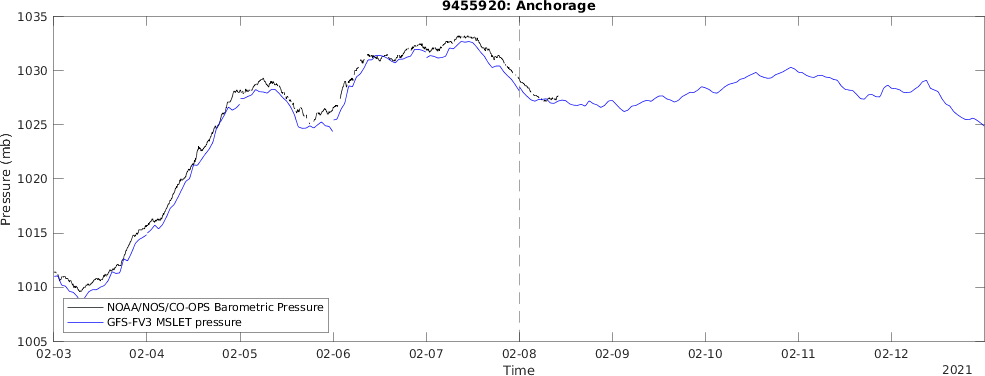 9455920: Anchorage
1035
1030
1025
1020
1015
1010
1005
Pressure (mb)
NOAA/NOS/CO-OPS Barometric Pressure
GFS-FV3 MSLET pressure
02-03 02-04 02-05 02-06 02-07 02-08 02-09 02-10 02-11 02-12
Time
2021